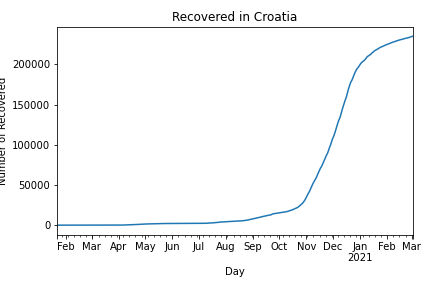 Recovered in Croatia
Number of Recovered
200000
150000
100000
50000
0
Feb Mar Apr May Jun Jul Aug Sep Oct Nov Dec Jan Feb Mar
2021
Day